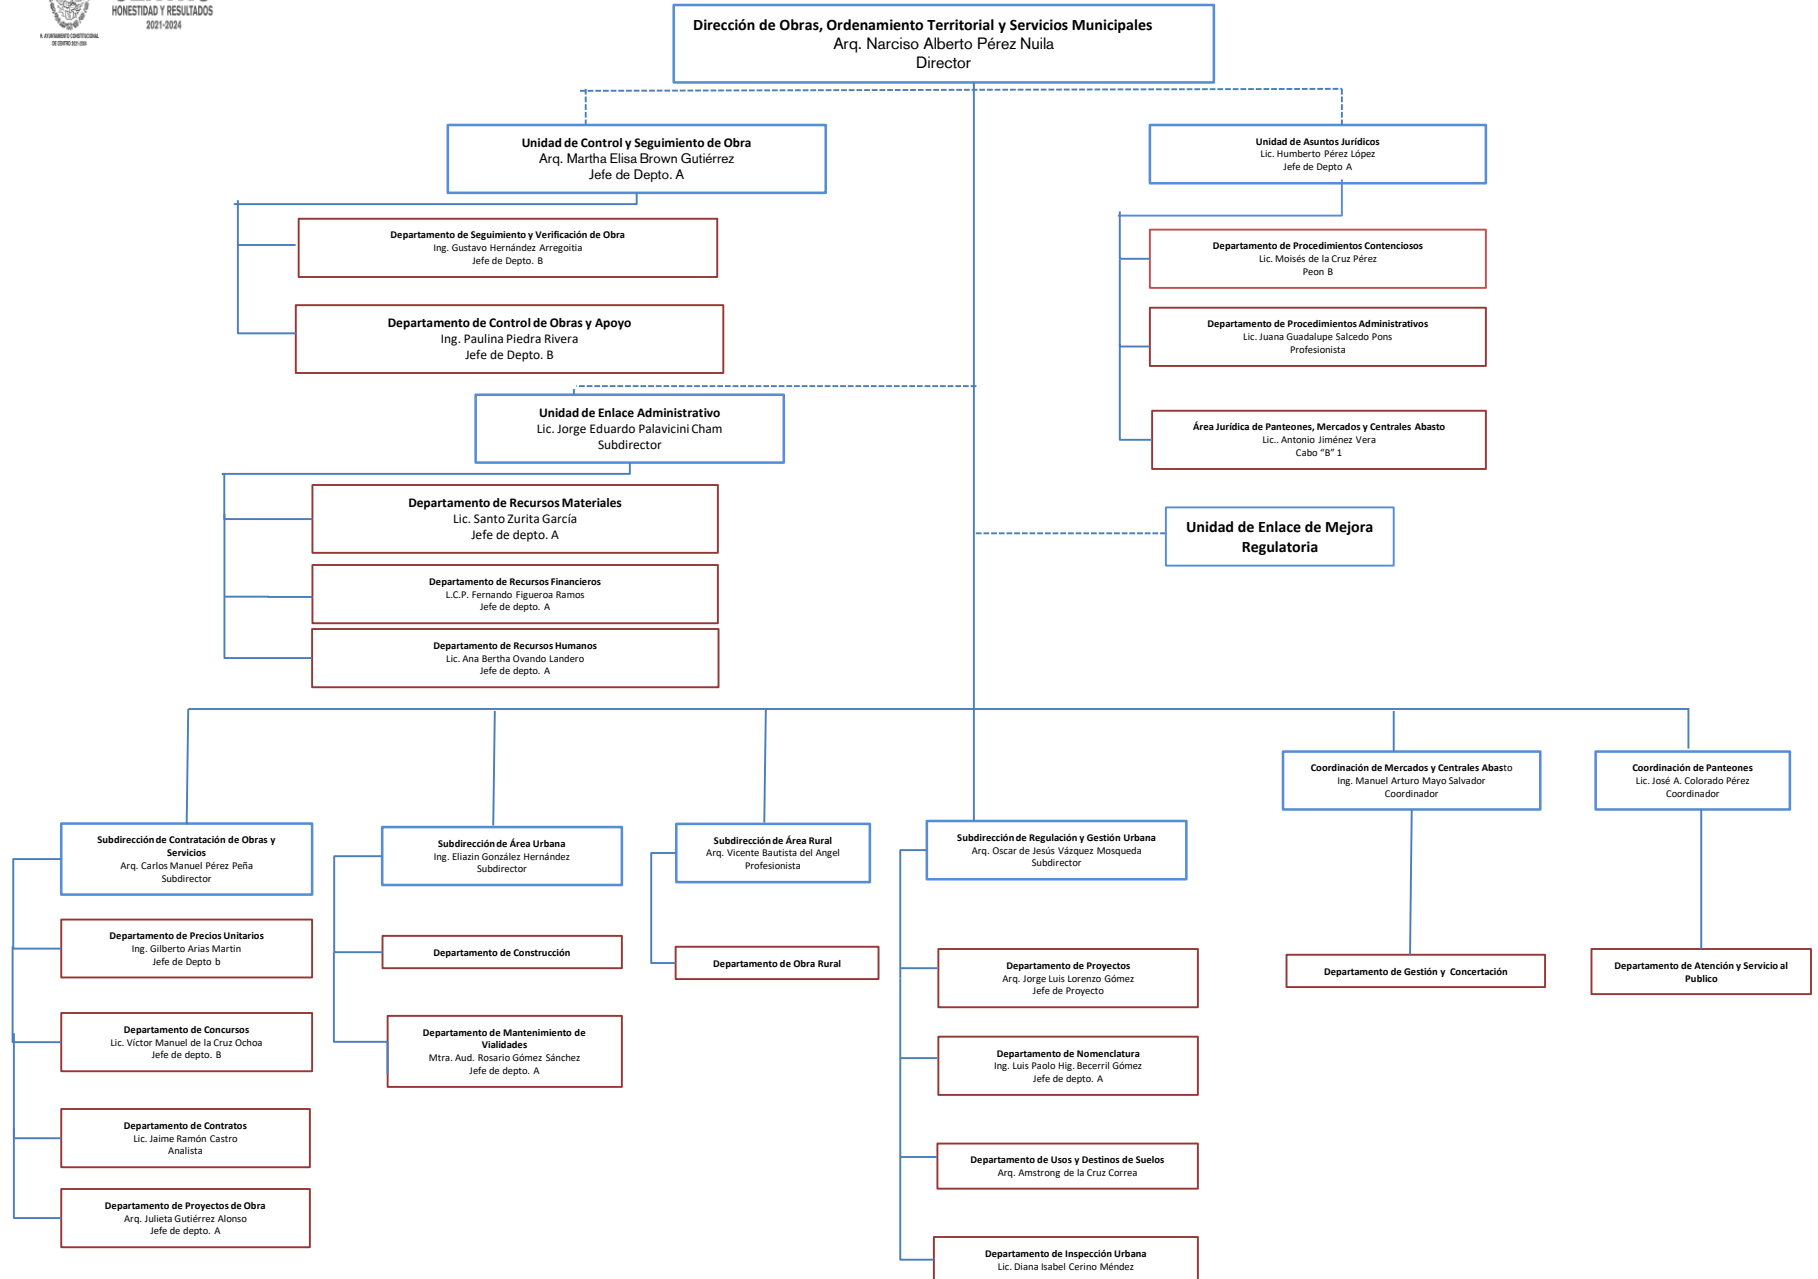 HONESTIDAD Y RESULTADOS
2021-2024
H. AYUNTAMIENTO CONSTITUCIONAL
DE CENTRO 2021-2024
Dirección de Obras, Ordenamiento Territorial y Servicios Municipales
Arq. Narciso Alberto Pérez Nuila
Director
Unidad de Control y Seguimiento de Obra
Arq. Martha Elisa Brown Gutiérrez
Jefe de Depto. A
Unidad de Asuntos Jurídicos
Lic. Humberto Pérez López
Jefe de Depto A
Departamento de Seguimiento y Verificación de Obra
Ing. Gustavo Hernández Arregoitia
Jefe de Depto. B
Departamento de Control de Obras y Apoyo
Ing. Paulina Piedra Rivera
Jefe de Depto. B
Departamento de Procedimientos Contenciosos
Lic. Moisés de la Cruz Pérez
Peon B
Departamento de Procedimientos Administrativos
Lic. Juana Guadalupe Salcedo Pons
Profesionista
Área Jurídica de Panteones, Mercados y Centrales Abasto
Lic.. Antonio Jiménez Vera
Cabo "B" 1
Unidad de Enlace Administrativo
Lic. Jorge Eduardo Palavicini Cham
Subdirector
Departamento de Recursos Materiales
Lic. Santo Zurita García
Jefe de depto. A
Departamento de Recursos Financieros
L.C.P. Fernando Figueroa Ramos
Jefe de depto. A
Departamento de Recursos Humanos
Lic. Ana Bertha Ovando Landero
Jefe de depto. A
Unidad de Enlace de Mejora
Regulatoria
Subdirección de Contratación de Obras y
Servicios
Arq. Carlos Manuel Pérez Peña
Subdirector
Departamento de Precios Unitarios
Ing. Gilberto Arias Martin
Jefe de Depto b
Departamento de Concursos
Lic. Víctor Manuel de la Cruz Ochoa
Jefe de depto. B
Departamento de Contratos
Lic. Jaime Ramón Castro
Analista
Departamento de Proyectos de Obra
Arq. Julieta Gutiérrez Alonso
Jefe de depto. A
Subdirección de Área Urbana
Ing. Eliazin González Hernández
Subdirector
Departamento de Construcción
Departamento de Mantenimiento de
Vialidades
Mtra. Aud. Rosario Gómez Sánchez
Jefe de depto. A
Subdirección de Área Rural
Arq. Vicente Bautista del Angel
Profesionista
Departamento de Obra Rural
Subdirección de Regulación y Gestión Urbana
Arq. Oscar de Jesús Vázquez Mosqueda
Subdirector
Departamento de Proyectos
Arq. Jorge Luis Lorenzo Gómez
Jefe de Proyecto
Departamento de Nomenclatura
Ing. Luis Paolo Hig. Becerril Gómez
Jefe de depto. A
Departamento de Usos y Destinos de Suelos
Arq. Amstrong de la Cruz Correa
Departamento de Inspección Urbana
Lic. Diana Isabel Cerino Méndez
Coordinación de Mercados y Centrales Abasto
Ing. Manuel Arturo Mayo Salvador
Coordinador
Departamento de Gestión y Concertación
Coordinación de Panteones
Lic. José A. Colorado Pérez
Coordinador
Departamento de Atención y Servicio al
Publico